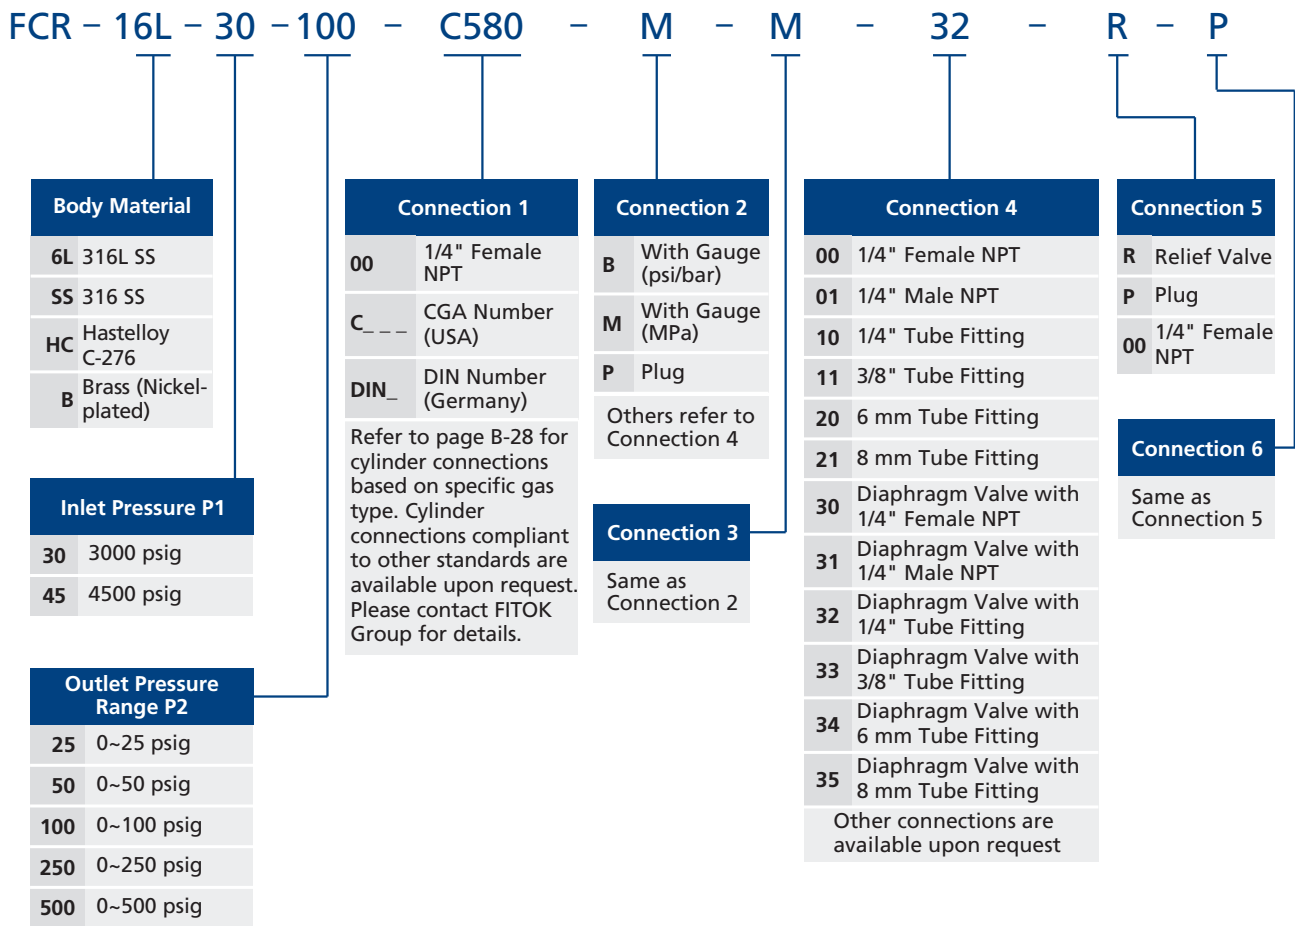 FCR – 16L – 30 – 100 – C580 – M – M – 32 – R – P
Body Material
6L 316L SS
SS 316 SS
HC Hastelloy
C-276
B Brass (Nickel-
plated)
Inlet Pressure P1
30 3000 psig
45 4500 psig
Outlet Pressure
Range P2
25 0~25 psig
50 0~50 psig
100 0~100 psig
250 0~250 psig
500 0~500 psig
Connection 1
00 1/4" Female
NPT
C_ _ _ CGA Number
(USA)
DIN_ DIN Number
(Germany)
Refer to page B-28 for
cylinder connections
based on specific gas
type. Cylinder
connections compliant
to other standards are
available upon request.
Please contact FITOK
Group for details.
Connection 2
B With Gauge
(psi/bar)
M With Gauge
(MPa)
P Plug
Others refer to
Connection 4
Connection 3
Same as
Connection 2
Connection 4
00 1/4" Female NPT
01 1/4" Male NPT
10 1/4" Tube Fitting
11 3/8" Tube Fitting
20 6 mm Tube Fitting
21 8 mm Tube Fitting
30 Diaphragm Valve with
1/4" Female NPT
31 Diaphragm Valve with
1/4" Male NPT
32 Diaphragm Valve with
1/4" Tube Fitting
33 Diaphragm Valve with
3/8" Tube Fitting
34 Diaphragm Valve with
6 mm Tube Fitting
35 Diaphragm Valve with
8 mm Tube Fitting
Other connections are
available upon request
Connection 5
R Relief Valve
P Plug
00 1/4" Female
NPT
Connection 6
Same as
Connection 5